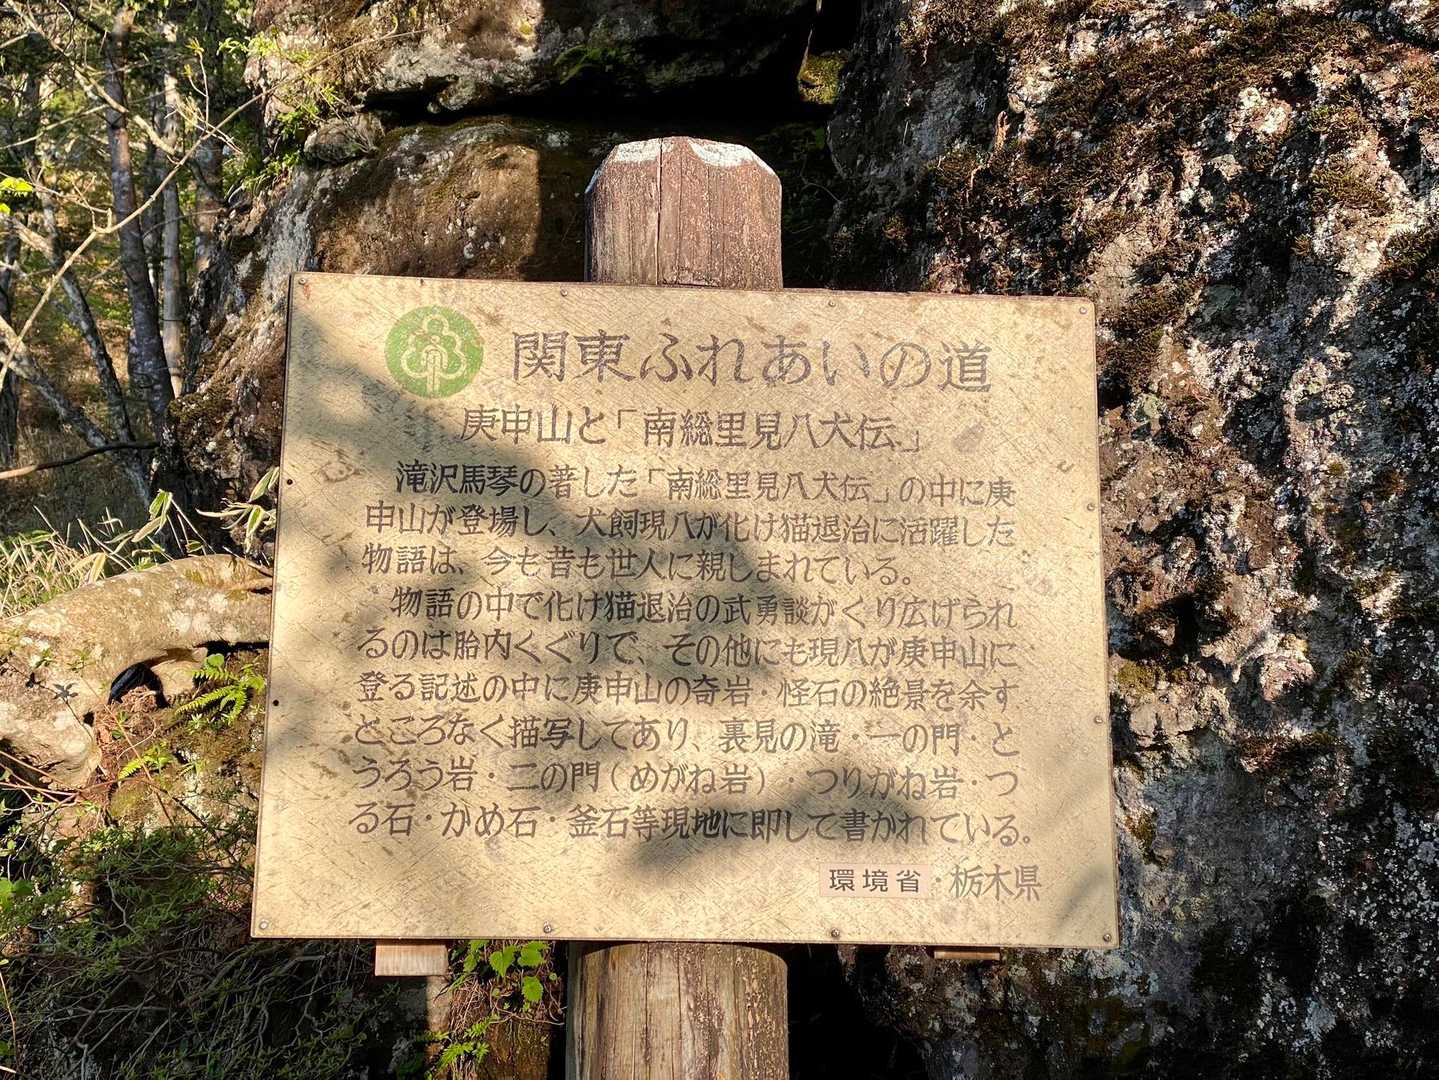 関東ふれあいの道
庚申山と「南総里見八犬伝」
滝沢馬琴の著した「南総里見八犬伝」の中に庚
申山が登場し、犬飼現八が化け猫退治に活躍した
物語は、今も昔も世人に親しまれている。
物語の中で化け猫退治の武勇談がくり広げられ
るのは胎内くぐりで、その他にも現八が庚申山に
登る記述の中に庚申山の奇岩・怪石の絶景を余す
ところなく描写してあり、裏見の滝・一の門・と
うろう岩・二の門（めがね岩）・つりがね岩・つ
る石・かめ石・釜石等現地に即して書かれている。
環境省・栃木県